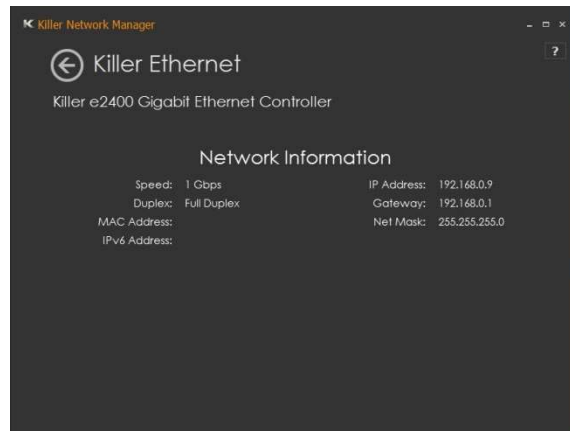 Killer Network Manager
?
Killer Ethernet
Killer e2400 Gigabit Ethernet Controller
Network Information
Speed: 1 Gbps IP Address: 192.168.0.9
Duplex: Full Duplex Gateway: 192.168.0.1
MAC Address: Net Mask: 255.255.255.0
IPv6 Address: